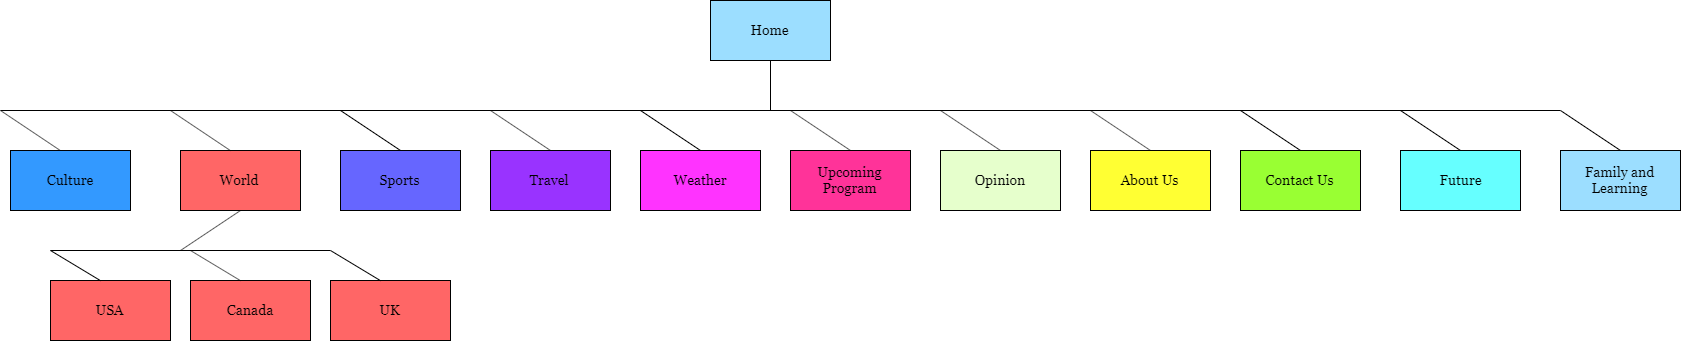 Home
Culture
World
Sports
Travel
Weather
Upcoming
Program
Opinion
About Us
Contact Us
Future
Family and
Learning
USA
Canada
UK